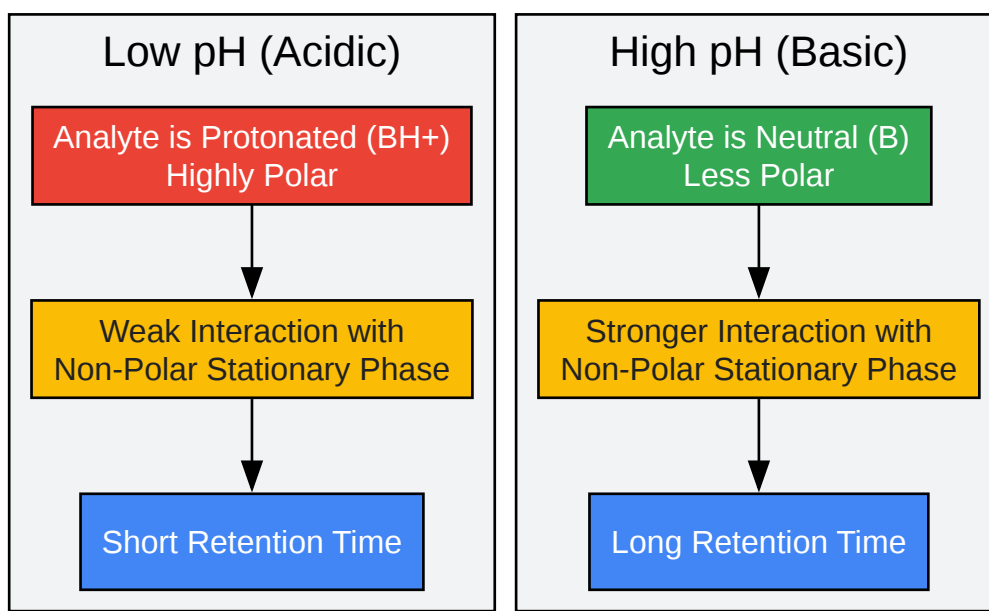 Low pH (Acidic)
Analyte is Protonated (BH+)
Highly Polar
Weak Interaction with
Non-Polar Stationary Phase
Short Retention Time
High pH (Basic)
Analyte is Neutral (B)
Less Polar
Stronger Interaction with
Non-Polar Stationary Phase
Long Retention Time